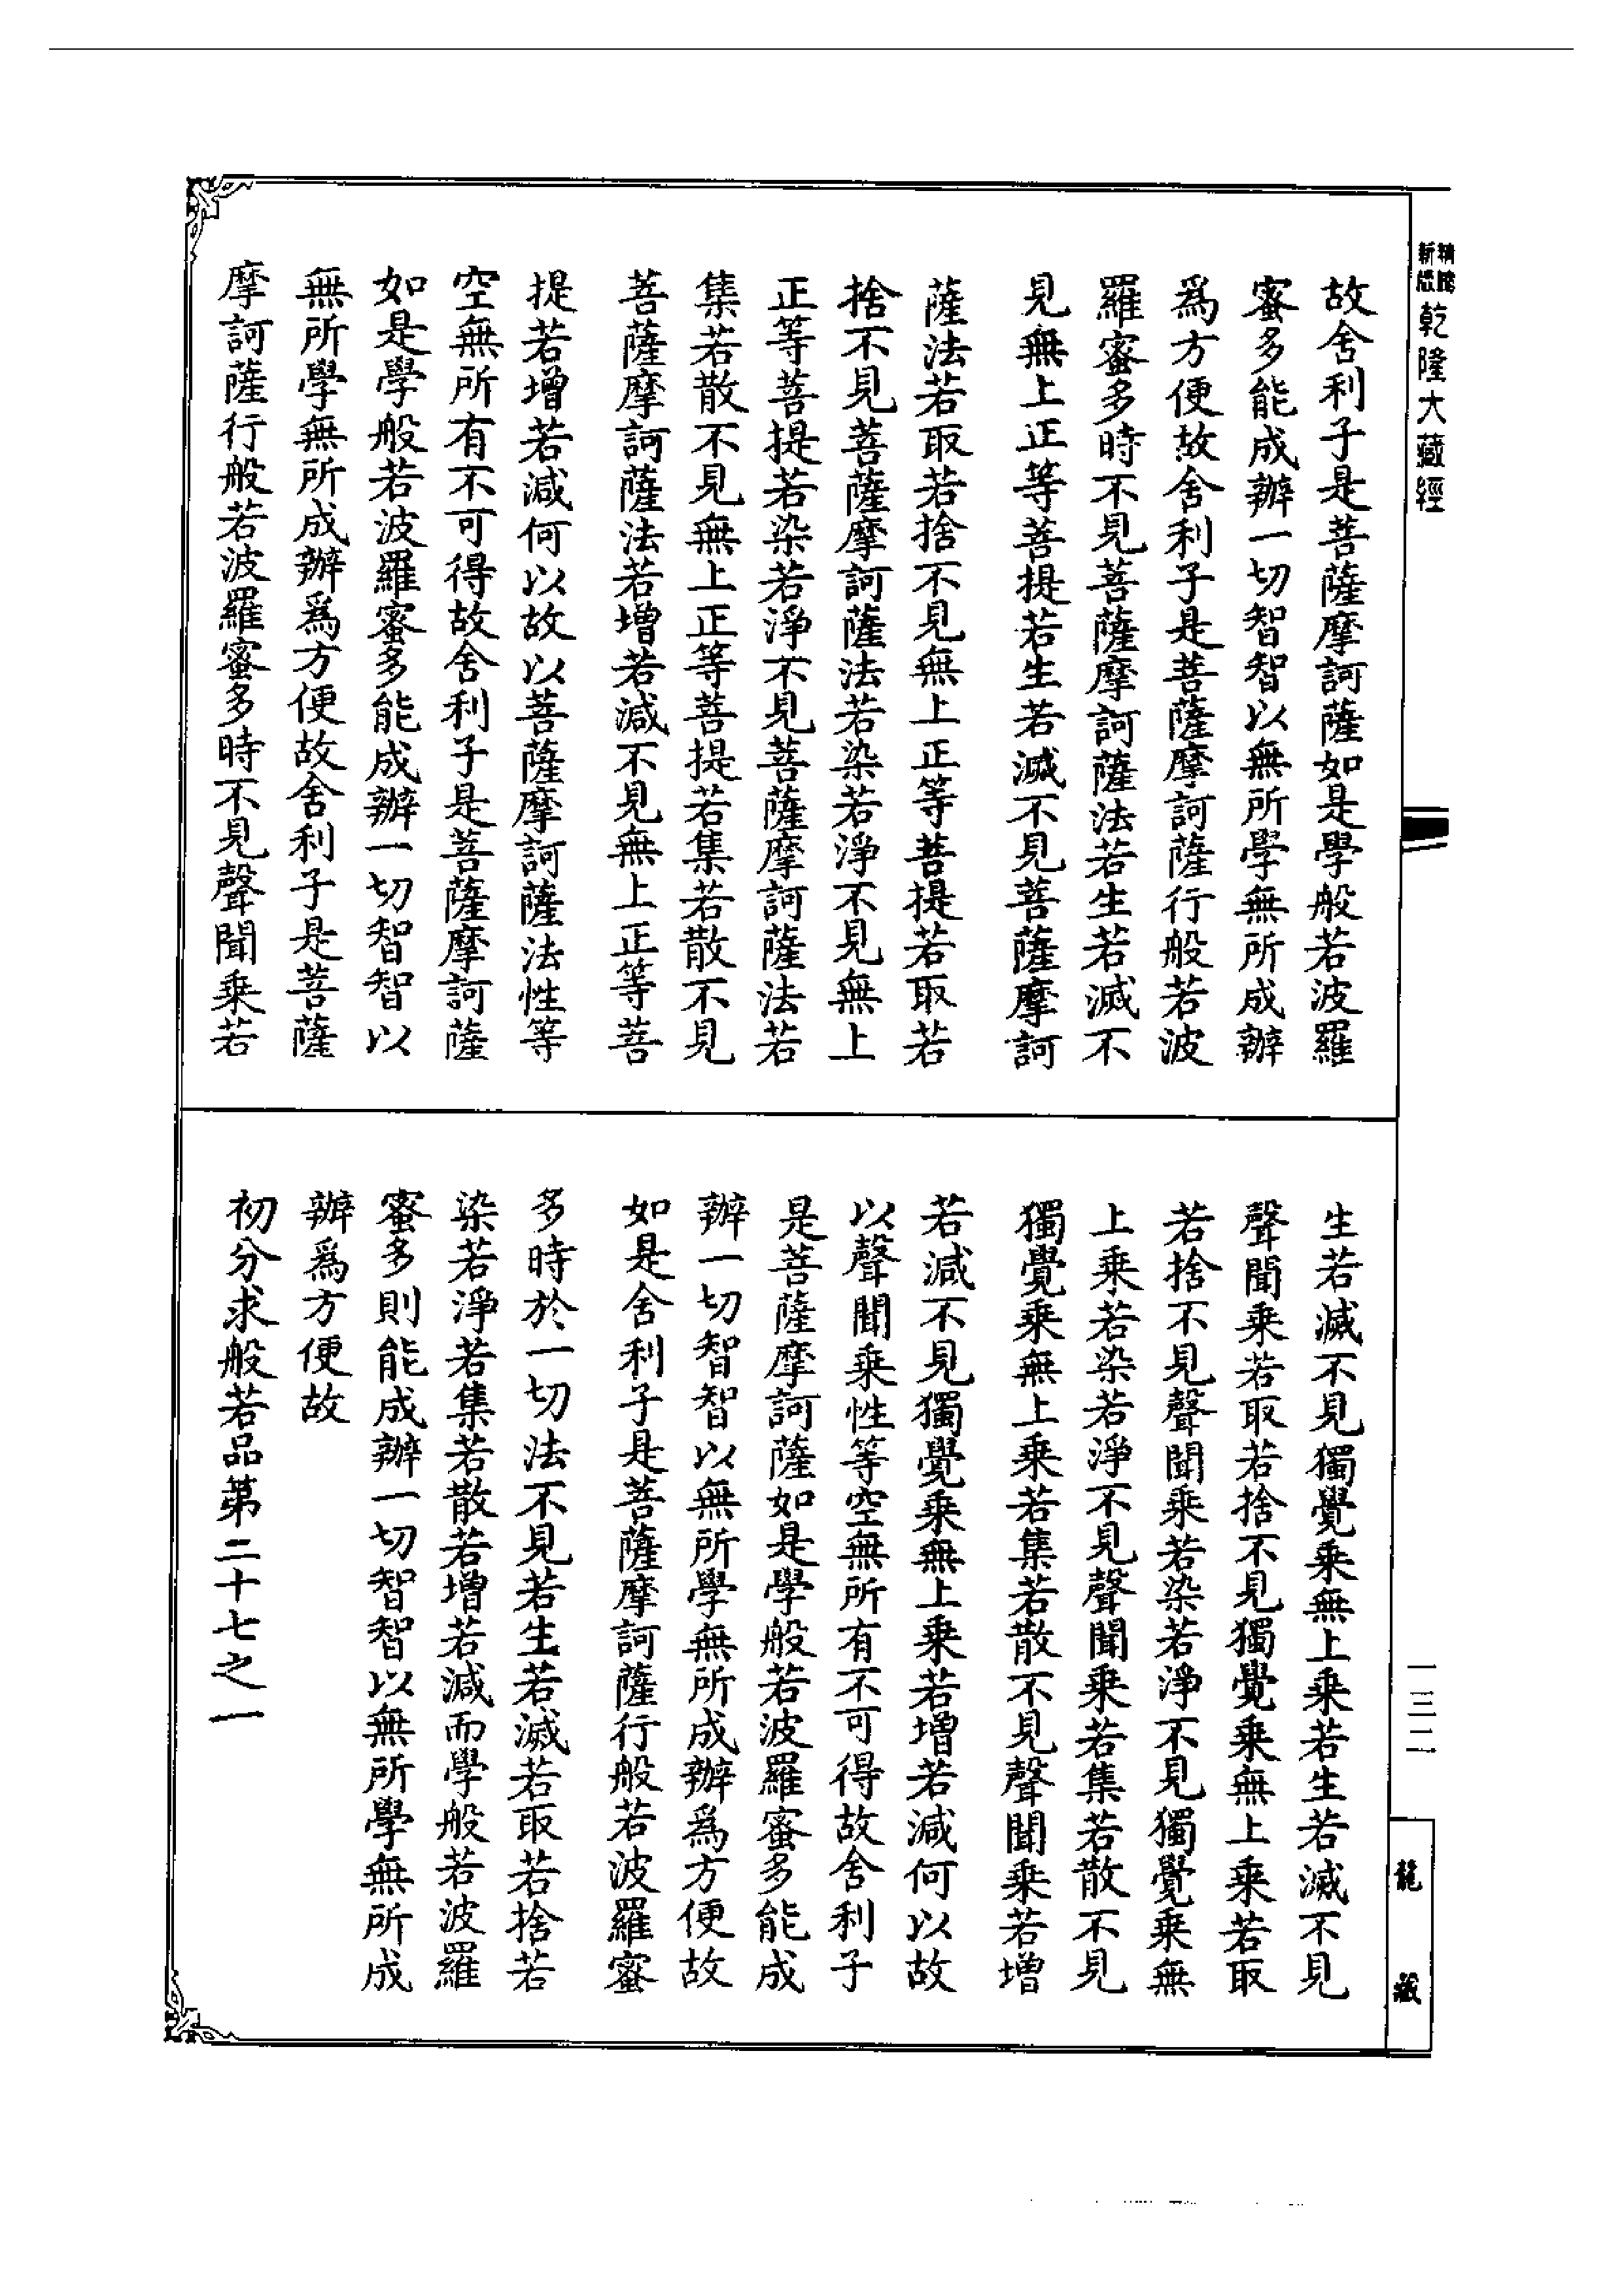 新精
縮
乾隆大藏經
故舍利子是菩薩摩訶薩如是學般若波羅
蜜多能成辦一切智智以無所學無所成辦
爲方便故舍利子是菩薩摩訶薩行般若波
羅蜜多時不見菩薩摩訶薩法若生若滅不
見無上正等菩提若生若滅不見菩薩摩訶
薩法若取若捨不見無上正等菩提若取若
捨不見菩薩摩訶薩法若染若淨不見無上
正等菩提若染若淨不見菩薩摩訶薩法若
集若散不見無上正等菩提若集若散不見
菩薩摩訶薩法若增若減不見無上正等菩
提若增若減何以故以菩薩摩訶薩法性等
空無所有不可得故舍利子是菩薩摩訶薩
如是學般若波羅蜜多能成辦一切智智以
無所學無所成辦爲方便故舍利子是菩薩
摩訶薩行般若波羅蜜多時不見聲聞乘若
生若滅不見獨覺乘無上乘若生若滅不見
聲聞乘若取若捨不見獨覺乘無上乘若取
若捨不見聲聞乘若染若淨不見獨覺乘無
上乘若染若淨不見聲聞乘若集若散不見
獨覺乘無上乘若集若散不見聲聞乘若增
若減不見獨覺乘無上乘若增若減何以故
以聲聞乘性等空無所有不可得故舍利子
是菩薩摩訶薩如是學般若波羅蜜多能成
辦一切智智以無所學無所成辦爲方便故
如是舍利子是菩薩摩訶薩行般若波羅蜜
多時於一切法不見若生若滅若取若捨若
染若淨若集若散若增若減而學般若波羅
蜜多則能成辦一切智智以無所學無所成
辦爲方便故
初分求般若品第二十七之一
一三二
龍藏